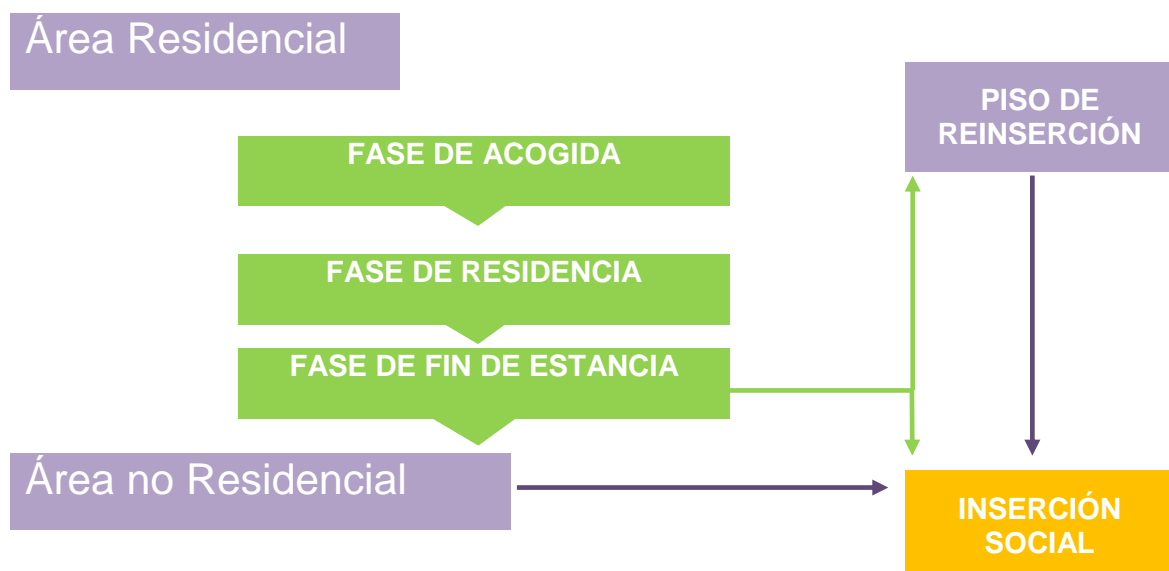 Área Residencial
PISO DE
REINSERCIÓN
FASE DE ACOGIDA
FASE DE RESIDENCIA
FASE DE FIN DE ESTANCIA
Área no Residencial
INSERCIÓN
SOCIAL